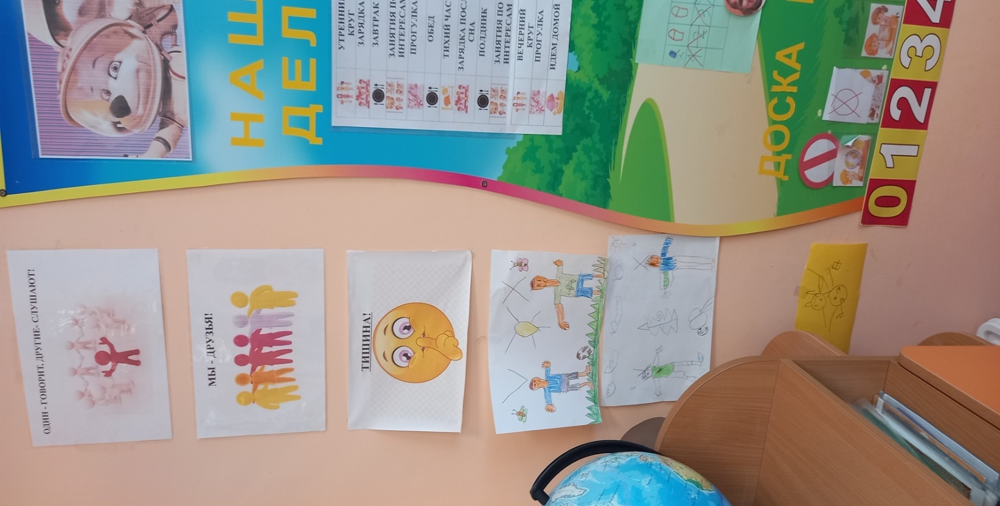 НАШ
ДЕЛ
УТРЕННИЙ
КРУГ
ЗАРЯДКА
ЗАВТРАК
ЗАНЯТИЯ ПО
ИНТЕРЕСАМ
ПРОГУЛКА
ОБЕД
ТИХИЙ ЧАС
ЗАРЯДКА ПОСЛ
СНА
ПОЛДНИК
ЗАНЯТИЯ ПО
ИНТЕРЕСАМ
ВЕЧЕРНИЙ
КРУГ
ПРОГУЛКА
ИДЕМ ДОМОЙ
ДОСКА
0 1 2 3 4
ОДИН - ГОВОРИТ, ДРУГИЕ- СЛУШАЮТ!
МЫ - ДРУЗЬЯ!
ТИШИНА!